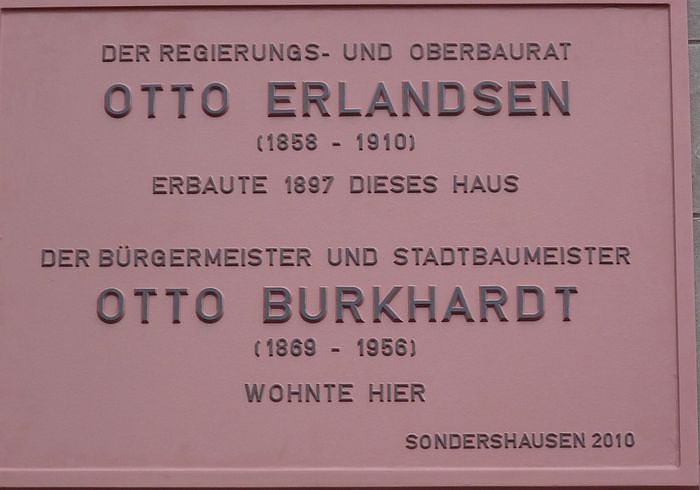 DER REGIERUNGS- UND OBERBAURAT
OTTO ERLANDSEN
(1858 - 1910)
ERBAUTE 1897 DIESES HAUS
DER BÜRGERMEISTER UND STADTBAUMEISTER
OTTO BURKHARDT
(1869 - 1956)
WOHNTE HIER
SONDERSHAUSEN 2010